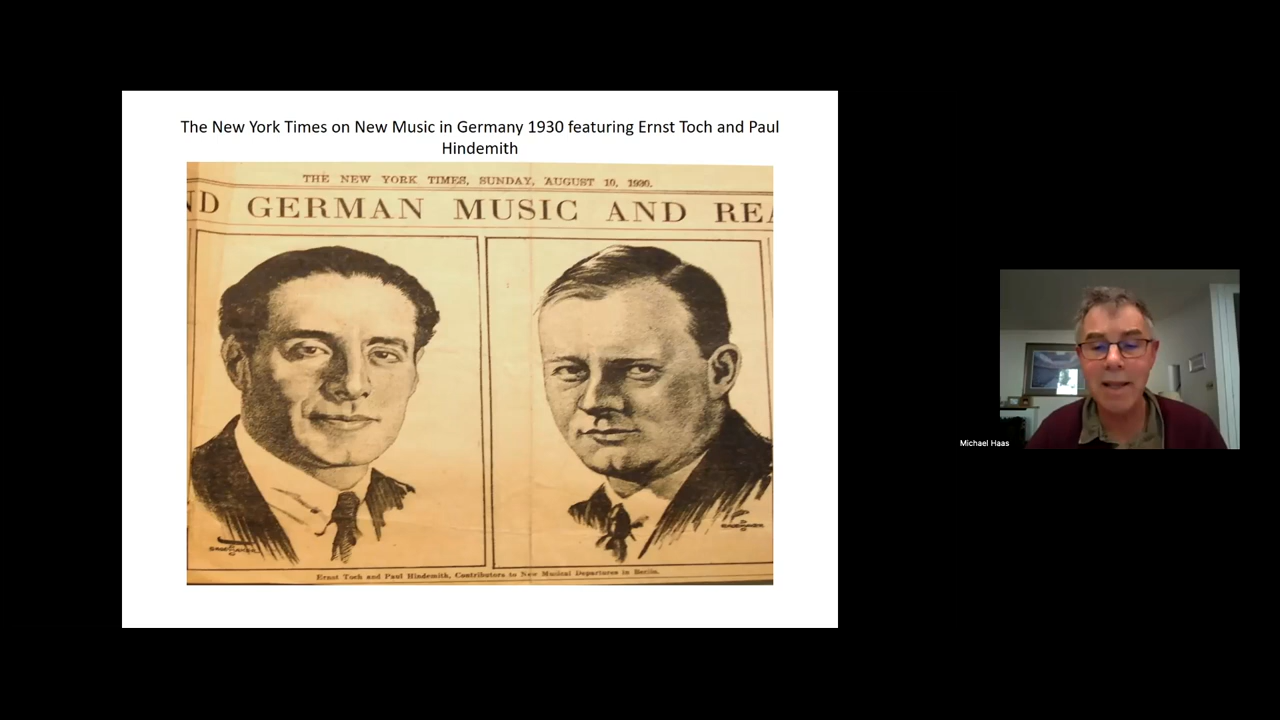 The New York Times on New Music in Germany 1930 featuring Ernst Toch and Paul
Hindemith
THE NEW YORK TIMES, SUNDAY, AUGUST 10, 1930.
ND GERMAN MUSIC AND REA
Ernst Toch and Paul Hindemith, Contributors to New Musical Departures in Berlin.
Michael Haas